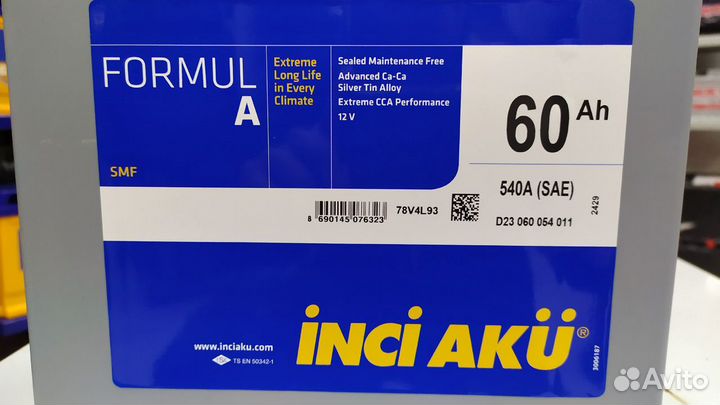 FORMUL
A
SMF
Extreme
Long Life
in Every
Climate
Sealed Maintenance Free
Advanced Ca-Ca
Silver Tin Alloy
Extreme CCA Performance
12 V
60 Ah
540A (SAE)
D23 060 054 011
2429
8 690145 076323
78V4L93
www.inciaku.com
TSE TS EN 50342-1
İNCİ AKÜ®
3006187
Avito